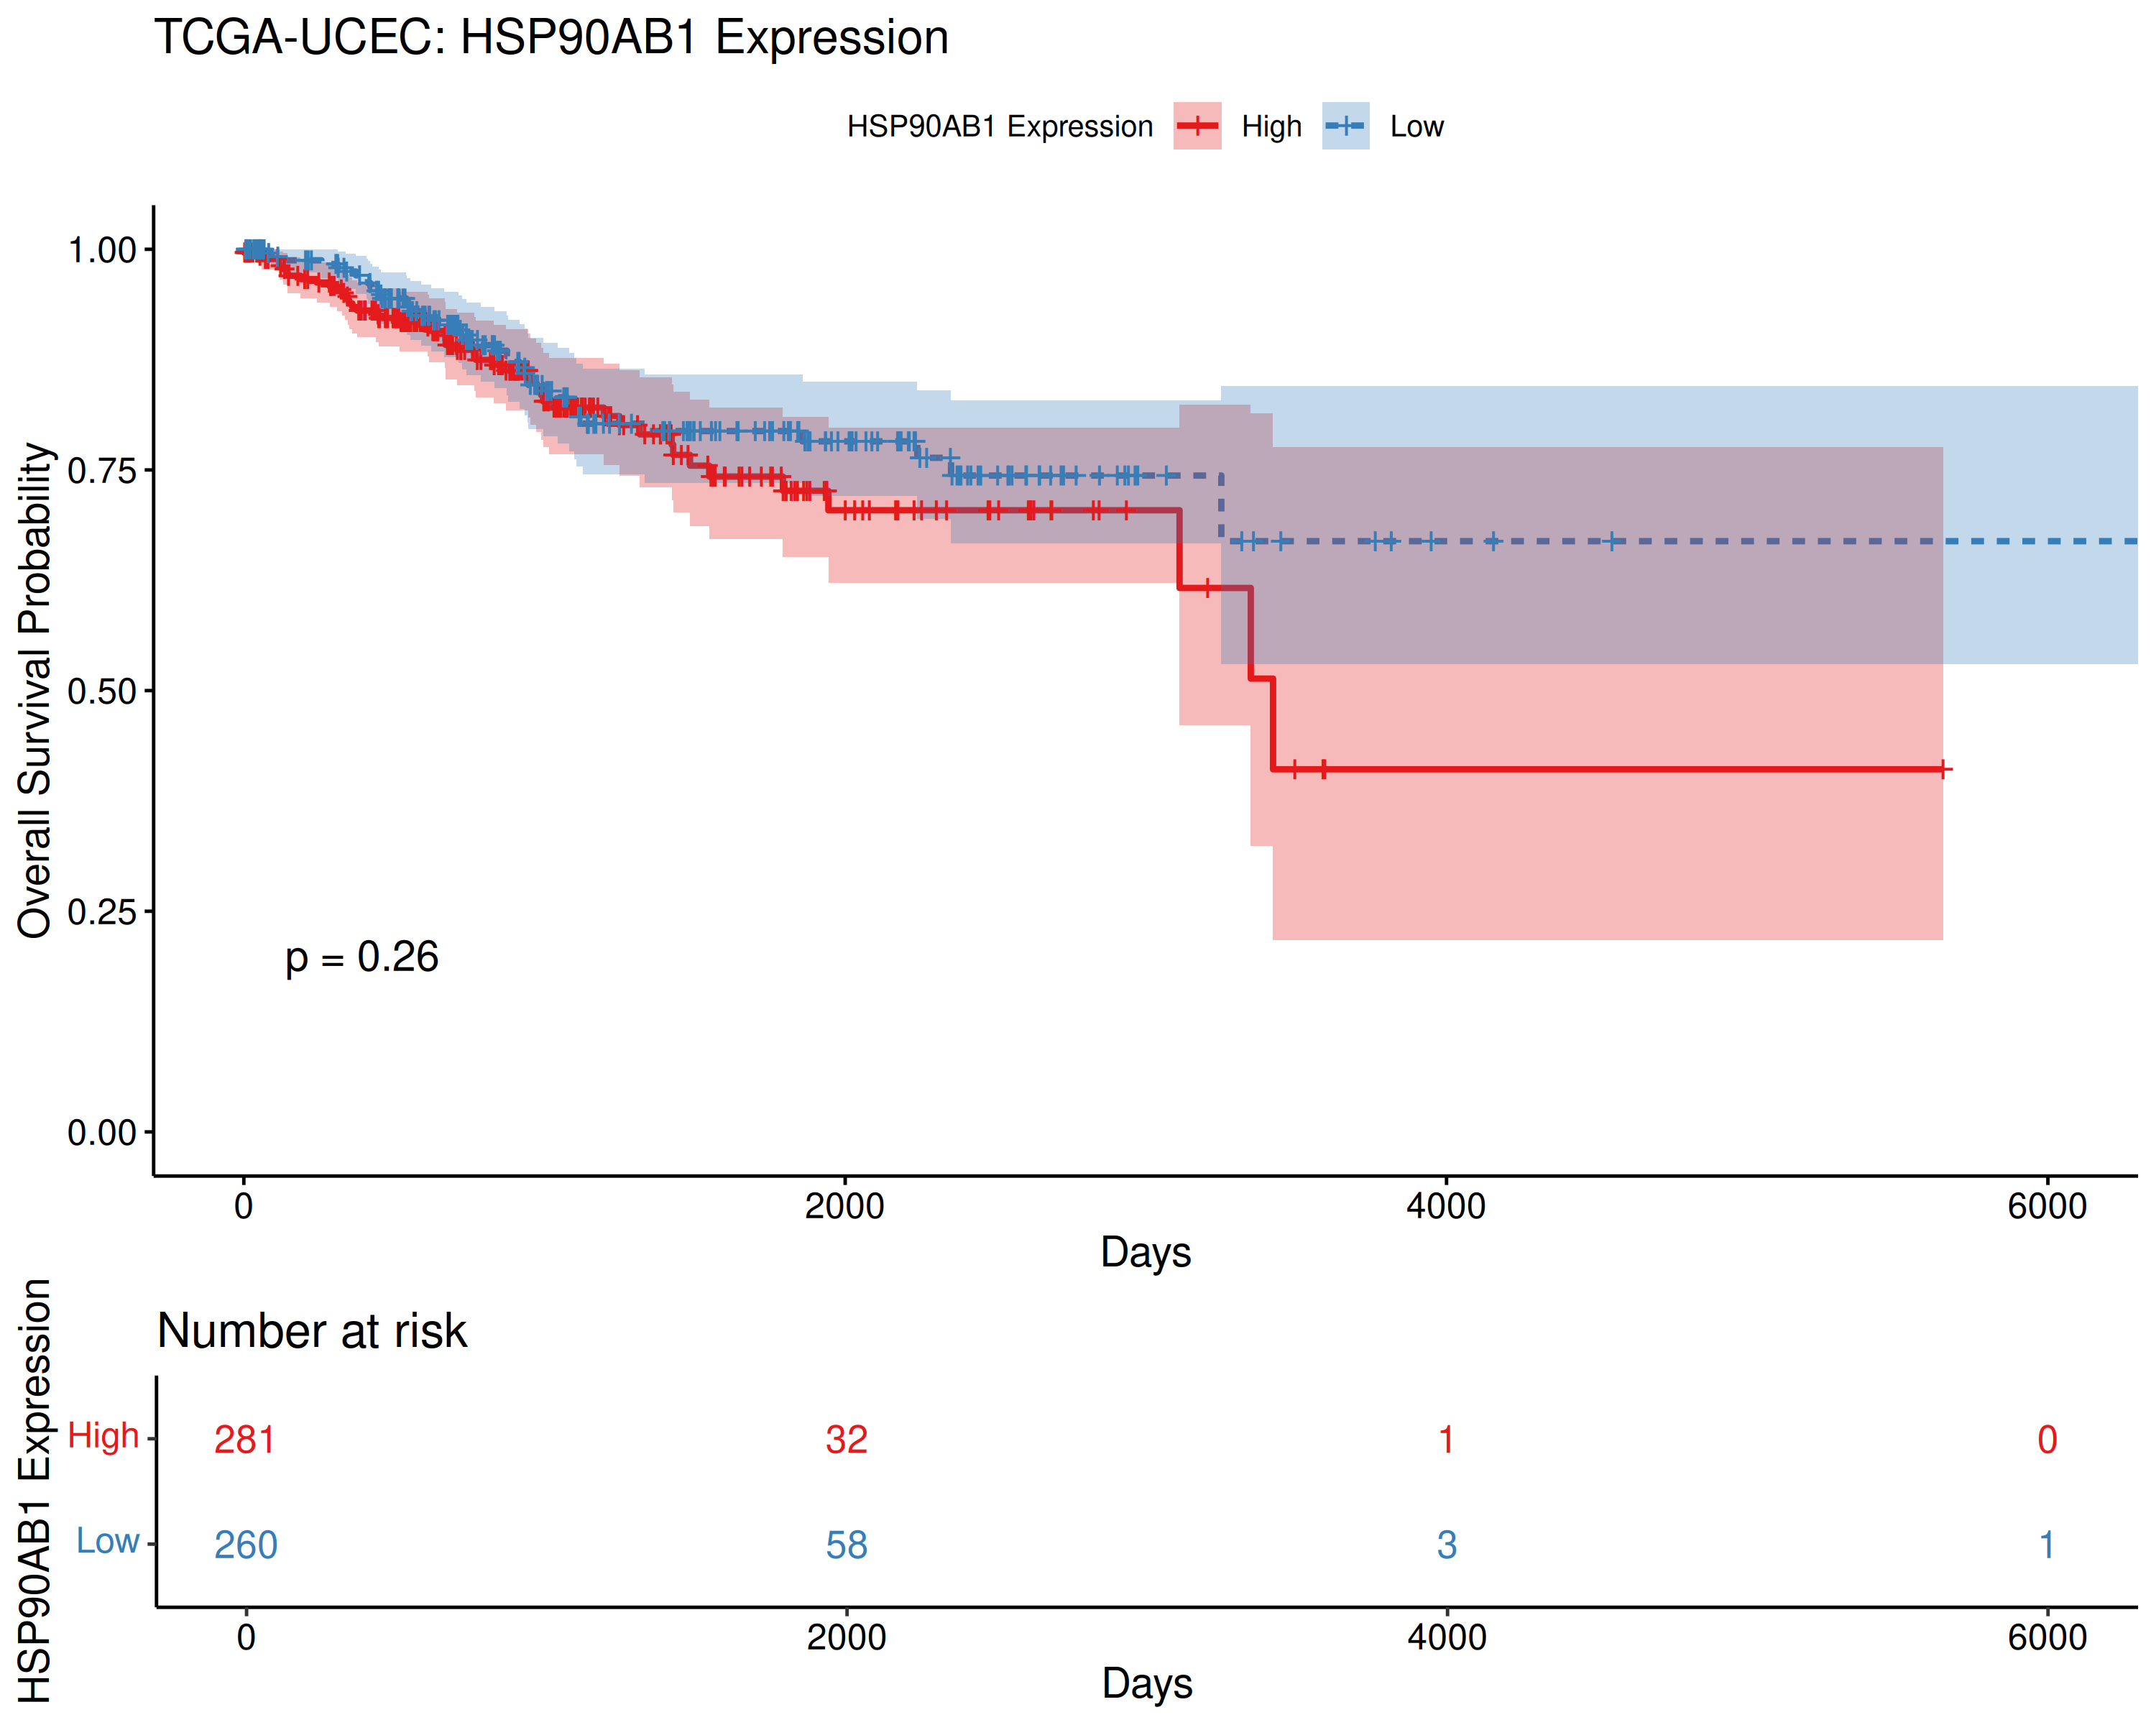 TCGA-UCEC: HSP90AB1 Expression
HSP90AB1 Expression High Low
Overall Survival Probability
1.00
0.75
0.50
0.25
0.00
p = 0.26
0 2000 4000 6000
Days
Number at risk
HSP90AB1 Expression
High 281 32 1 0
Low 260 58 3 1
0 2000 4000 6000
Days